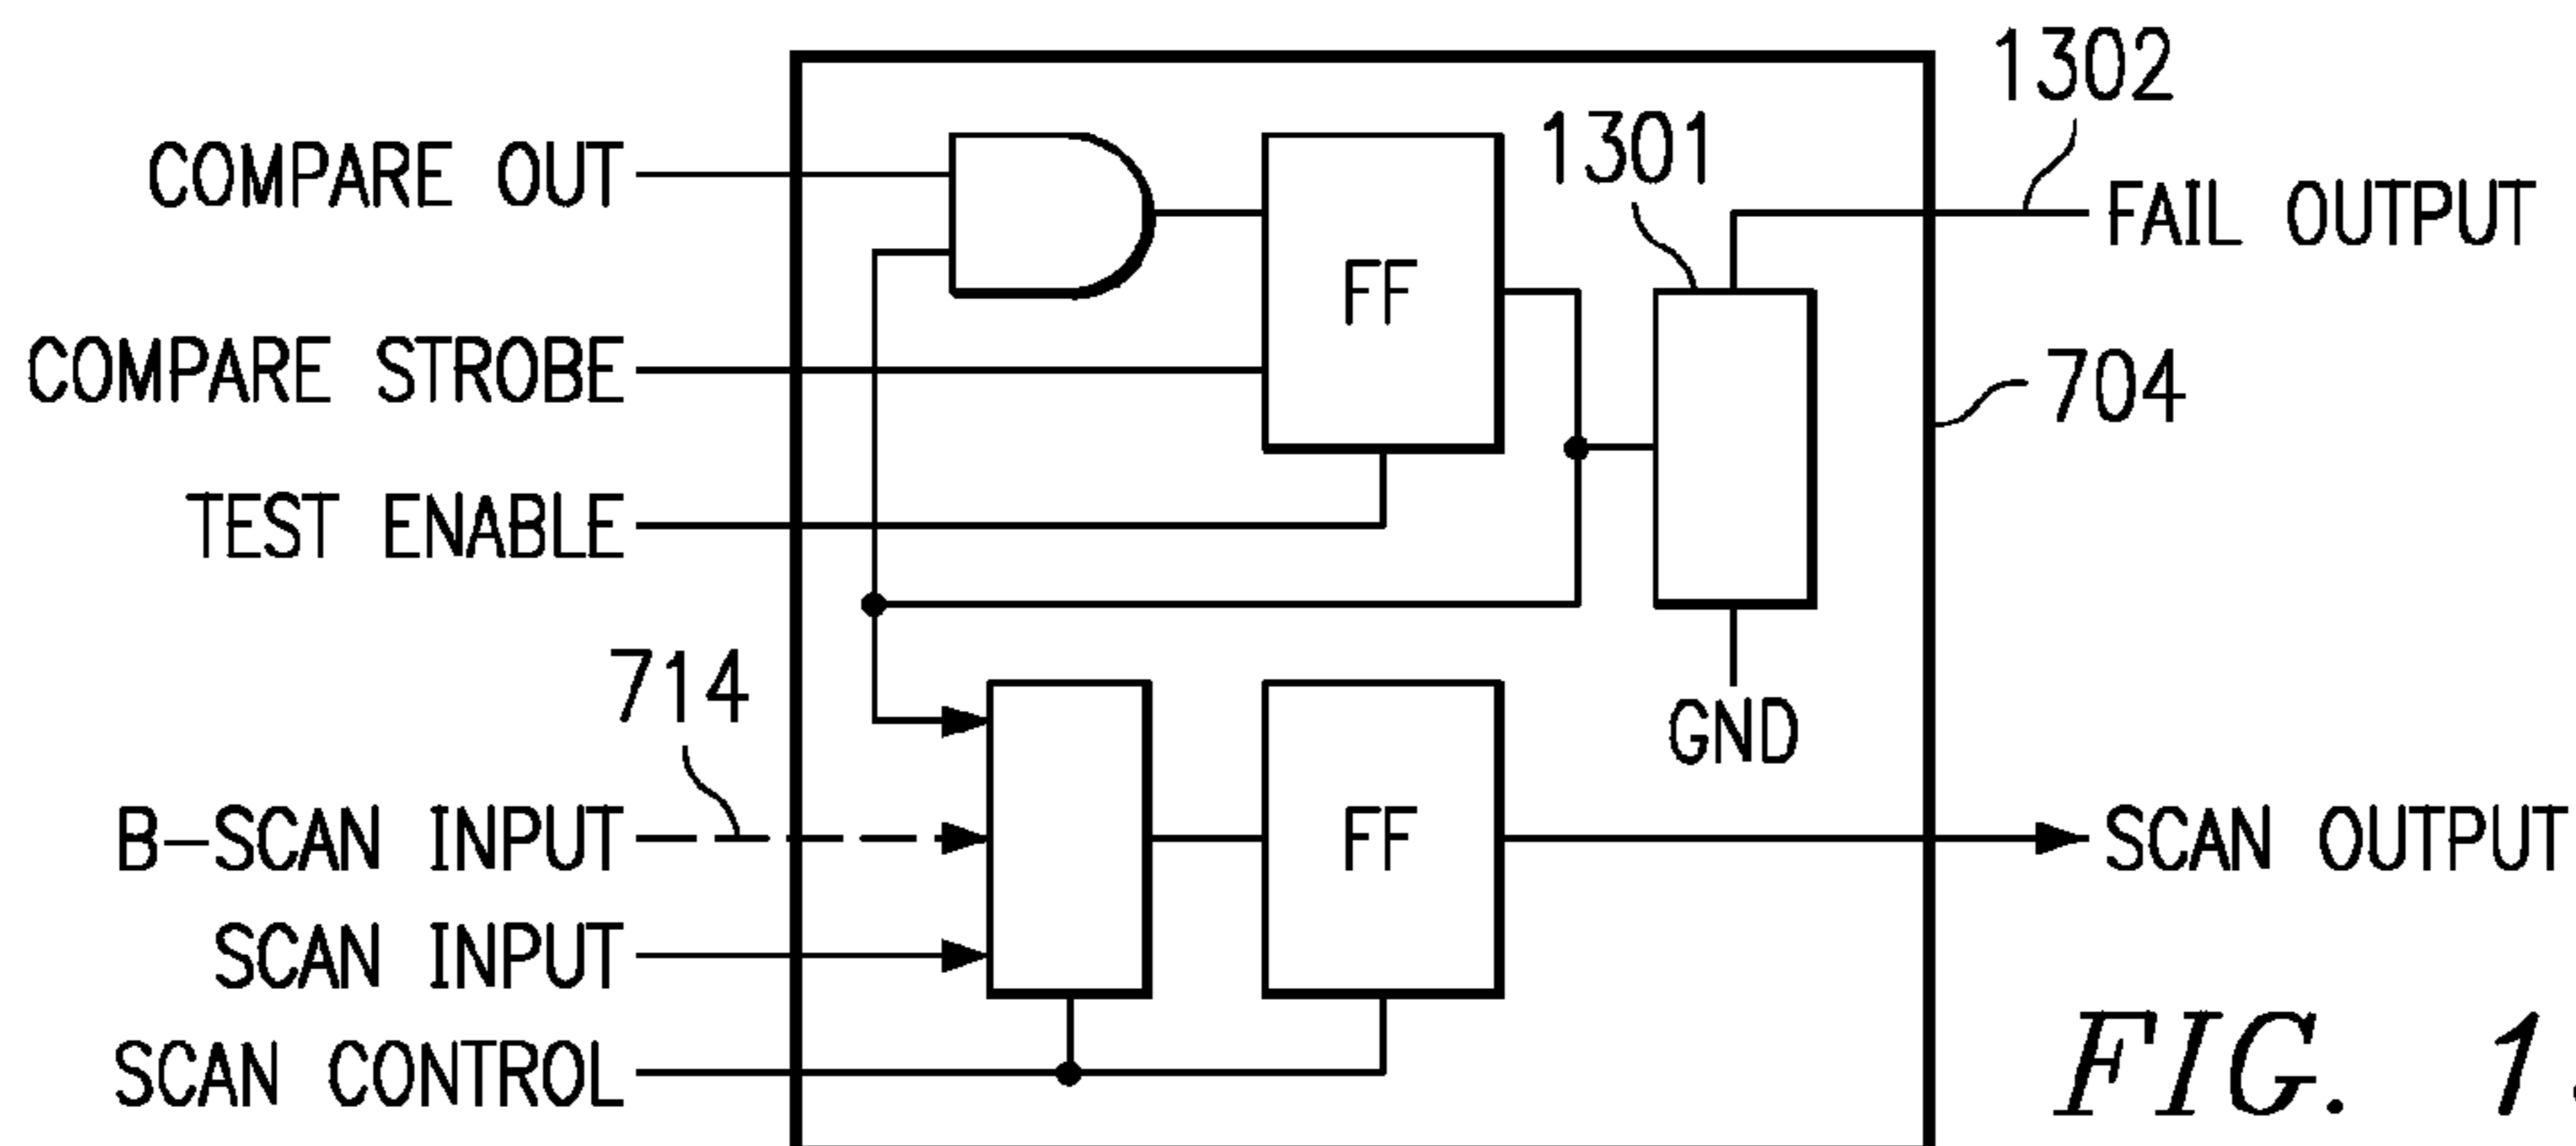 1302
COMPARE OUT
1301
FAIL OUTPUT
FF
COMPARE STROBE
704
TEST ENABLE
714
GND
B-SCAN INPUT
FF
SCAN OUTPUT
SCAN INPUT
FIG. 1
SCAN CONTROL